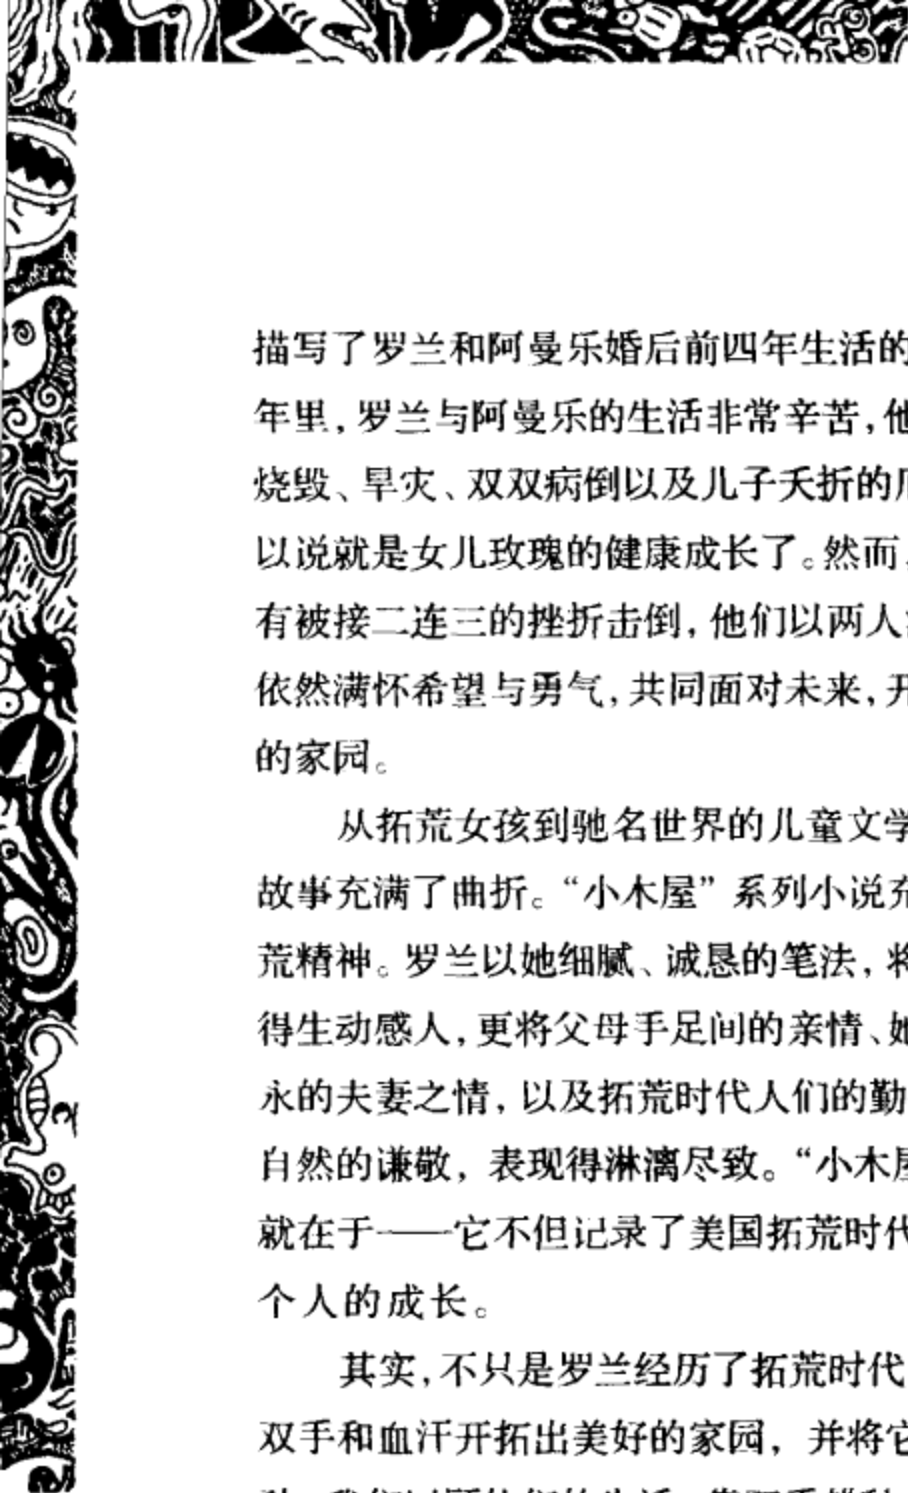 描写了罗兰和阿曼乐婚后前四年生活的
年里，罗兰与阿曼乐的生活非常辛苦，他
烧毁、旱灾、双双病倒以及儿子夭折的
以说就是女儿玫瑰的健康成长了。然而，
有被接二连三的挫折击倒，他们以两人
依然满怀希望与勇气，共同面对未来，开
的家园。
从拓荒女孩到驰名世界的儿童文学
故事充满了曲折。“小木屋”系列小说充
荒精神。罗兰以她细腻、诚恳的笔法，将
得生动感人，更将父母手足间的亲情、她
永的夫妻之情，以及拓荒时代人们的勤
自然的谦敬，表现得淋漓尽致。“小木屋
就在于——它不但记录了美国拓荒时代
个人的成长。
其实，不只是罗兰经历了拓荒时代
双手和血汗开拓出美好的家园，并将它